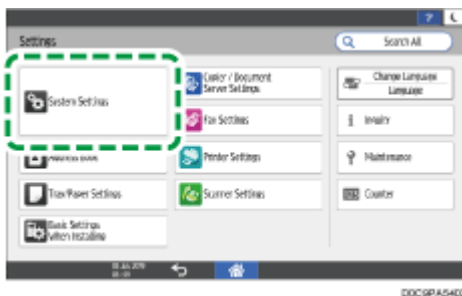 ?
Settings
Search All
System Settings
Copier / Document
Server Settings
Change Language
Language
Fax Settings
Inquiry
Address Book
Printer Settings
Maintenance
Tray/Paper Settings
Scanner Settings
Counter
Basic Settings
When Installing